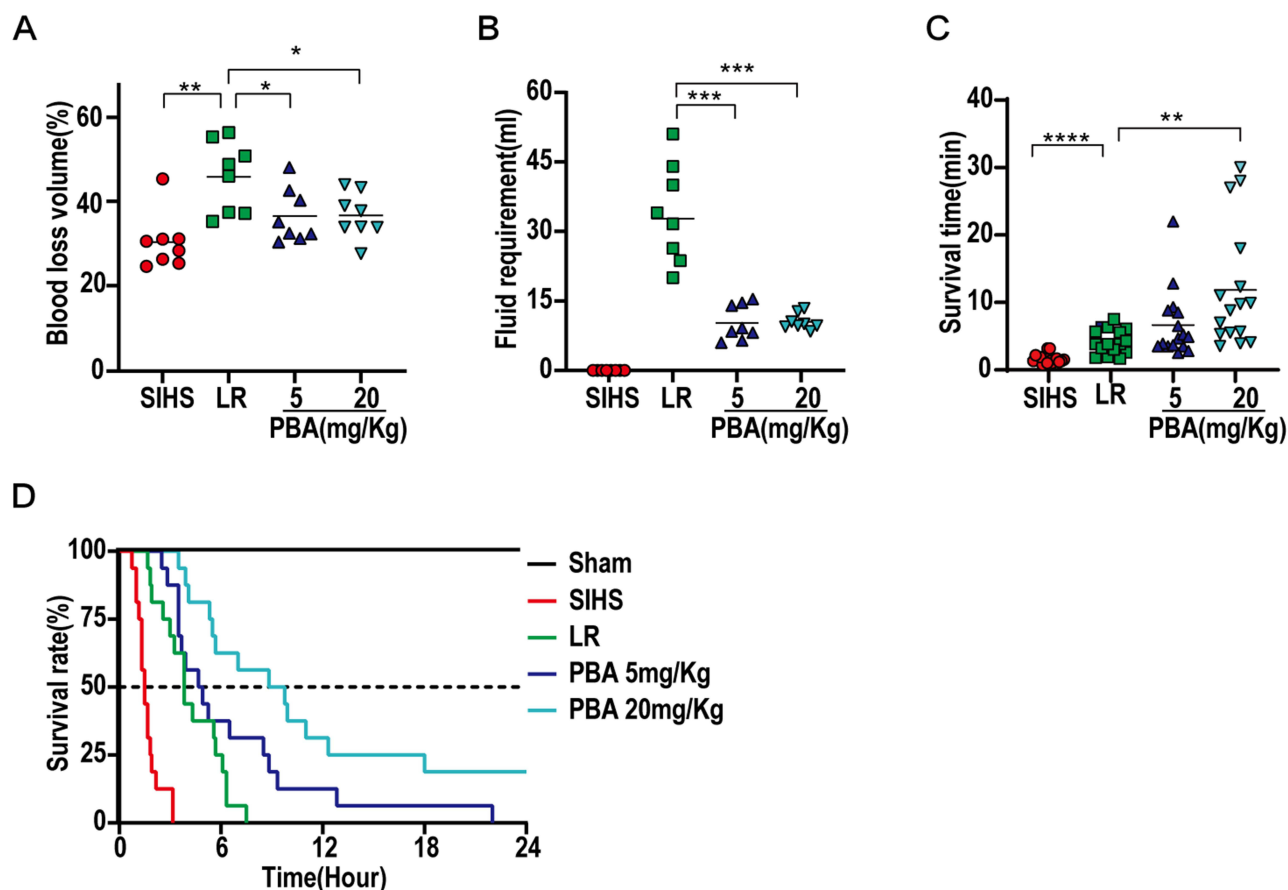 A
Blood loss volume(%)
60
40
20
0
**
*
*
SIHS
LR
5
20
PBA(mg/Kg)
B
Fluid requirement(ml)
60
45
30
15
0
***
***
SIHS
LR
5
20
PBA(mg/Kg)
C
Survival time(min)
40
30
20
10
0
****
**
SIHS
LR
5
20
PBA(mg/Kg)
D
Survival rate(%)
100
75
50
25
0
0
6
12
18
24
Time(Hour)
Sham
SIHS
LR
PBA 5mg/Kg
PBA 20mg/Kg